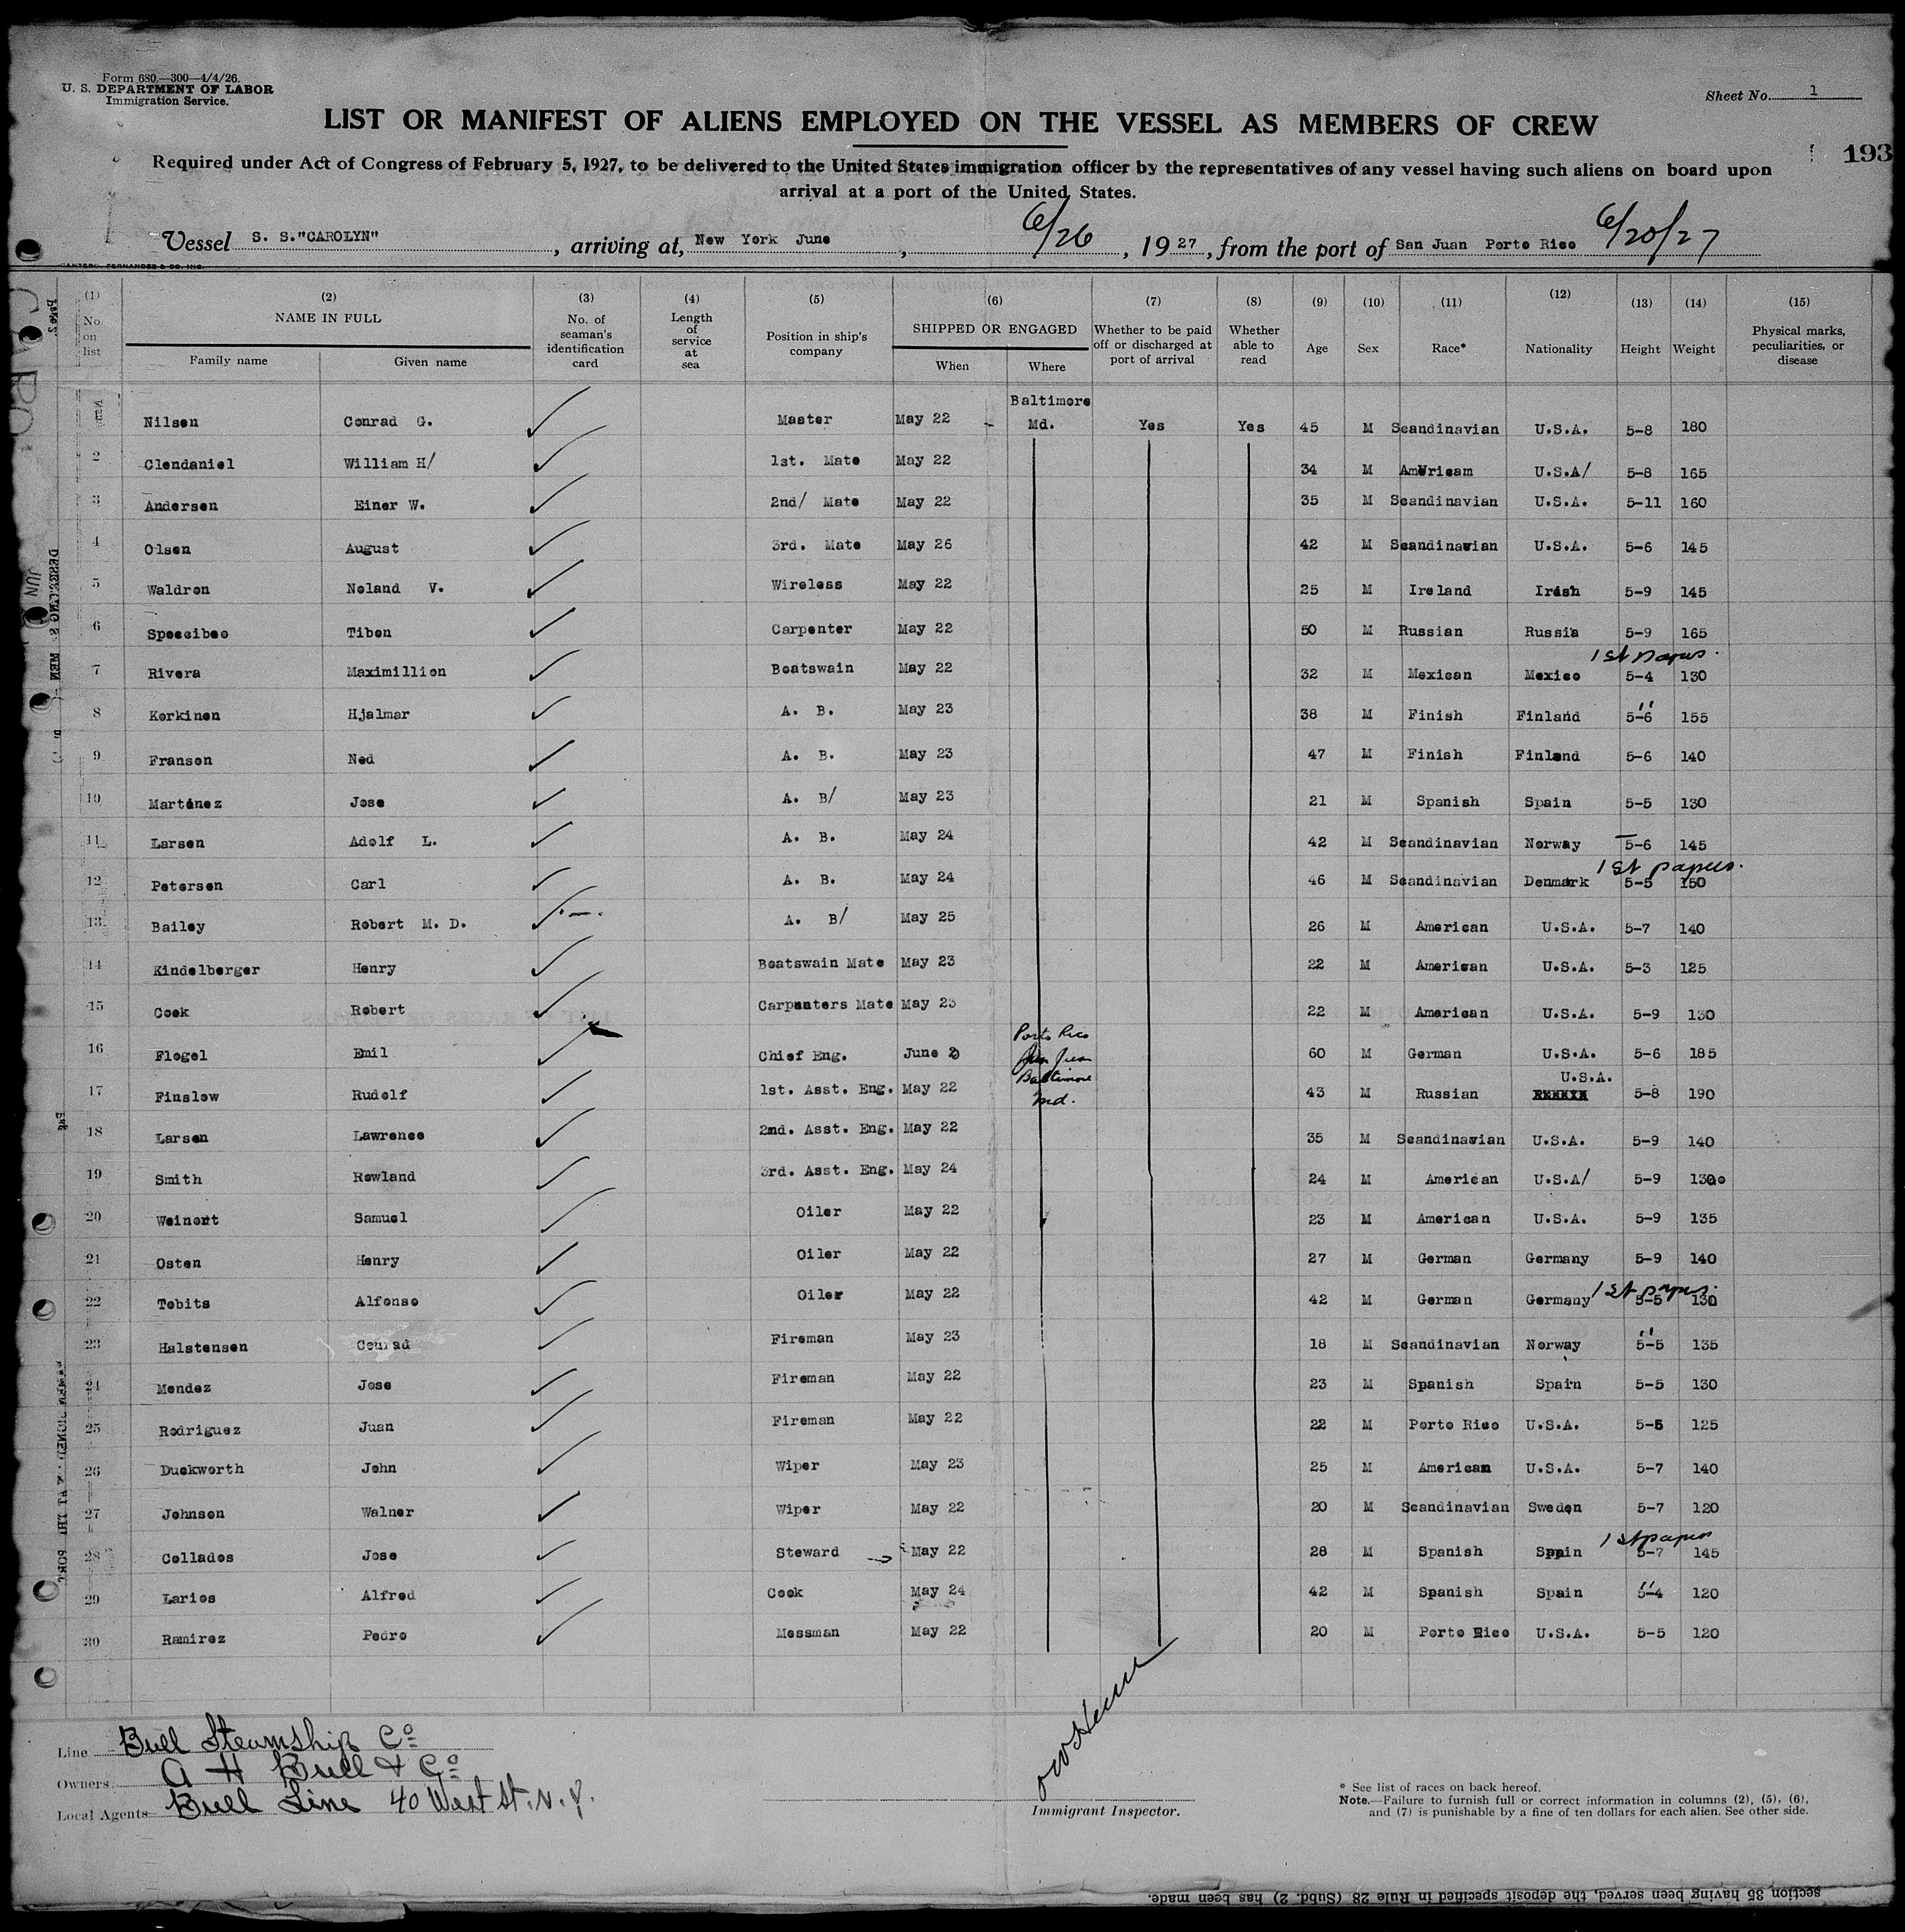 Form 680.—300—4/4/26.
U. S. DEPARTMENT OF LABOR
Immigration Service.
Sheet No. 1
LIST OR MANIFEST OF ALIENS EMPLOYED ON THE VESSEL AS MEMBERS OF CREW
193
Required under Act of Congress of February 5, 1927, to be delivered to the United States immigration officer by the representatives of any vessel having such aliens on board upon
arrival at a port of the United States.
Vessel S. S. "CAROLYN", arriving at, New York June, 6/26, 1927, from the port of San Juan Porto Rico 6/20/27
CANTERO, FERNANDEZ & CO. INC.
(1) (2) (3) (4) (5) (6) (7) (8) (9) (10) (11) (12) (13) (14) (15)
No. on list NAME IN FULL Family name Given name No. of seaman's identification card Length of service at sea Position in ship's company SHIPPED OR ENGAGED When Where Whether to be paid off or discharged at port of arrival Whether able to read Age Sex Race* Nationality Height Weight Physical marks, peculiarities, or disease
Nilsen Conrad G. Master May 22 Baltimore Md. Yes Yes 45 M Scandinavian U.S.A. 5-8 180
2 Clendaniel William H/ 1st. Mate May 22 34 M AmUricam U.S.A/ 5-8 165
3 Andersen Einer W. 2nd/ Mate May 22 35 M Scandinavian U.S.A. 5-11 160
4 Olsen August 3rd. Mate May 26 42 M Scandinavian U.S.A. 5-6 145
5 Waldron Noland V. Wireless May 22 25 M Ireland Irish 5-9 145
6 Speccibeo Tibon Carpenter May 22 50 M Russian Russia 5-9 165
7 Rivera Maximillion Boatswain May 22 32 M Mexican Mexico 1st papers. 5-4 130
8 Korkinen Hjalmar A. B. May 23 38 M Finish Finland " 5-6 155
9 Franson Ned A. B. May 23 47 M Finish Finland 5-6 140
10 Martinez Jose A. B/ May 23 21 M Spanish Spain 5-5 130
11 Larsen Adolf L. A. B. May 24 42 M Scandinavian Norway 5-6 145
12 Petersen Carl A. B. May 24 46 M Scandinavian Denmark 1st papers. 5-5 150
13 Bailey Robert M. D. A. B/ May 25 26 M American U.S.A. 5-7 140
14 Kindelberger Henry Boatswain Mate May 23 22 M American U.S.A. 5-3 125
15 Cook Robert Carpenters Mate May 23 22 M American U.S.A. 5-9 130
16 Flogel Emil Chief Eng. June 2 Porto Rico San Juan 60 M German U.S.A. 5-6 185
17 Finslow Rudolf 1st. Asst. Eng. May 22 Baltimore Md. 43 M Russian U.S.A. 5-8 190
18 Larsen Lawrence 2nd. Asst. Eng. May 22 35 M Scandinavian U.S.A. 5-9 140
19 Smith Rowland 3rd. Asst. Eng. May 24 24 M American U.S.A/ 5-9 130
20 Weinert Samuel Oiler May 22 23 M American U.S.A. 5-9 135
21 Osten Henry Oiler May 22 27 M German Germany 5-9 140
22 Tobits Alfonso Oiler May 22 42 M German Germany 1st papers. 5-5 130
23 Halstensen Conrad Fireman May 23 18 M Scandinavian Norway " 5-5 135
24 Mendez Jose Fireman May 22 23 M Spanish Spain 5-5 130
25 Rodriguez Juan Fireman May 22 22 M Porto Rico U.S.A. 5-5 125
26 Duckworth John Wiper May 23 25 M American U.S.A. 5-7 140
27 Johnson Walner Wiper May 22 20 M Scandinavian Sweden 5-7 120
28 Collados Jose Steward May 22 28 M Spanish Spain 1st papers 5-7 145
29 Larios Alfred Cook May 24 42 M Spanish Spain " 5-4 120
30 Ramirez Pedro Messman May 22 20 M Porto Rico U.S.A. 5-5 120
Line Bull Steamship Co
Owners A H Bull & Co
Local Agents Bull Line 40 West St. N. Y.
Immigrant Inspector.
* See list of races on back hereof.
Note.—Failure to furnish full or correct information in columns (2), (5), (6),
and (7) is punishable by a fine of ten dollars for each alien. See other side.
section 35 having been served, the deposit specified in Rule 28 (Subd. 2) has been made.